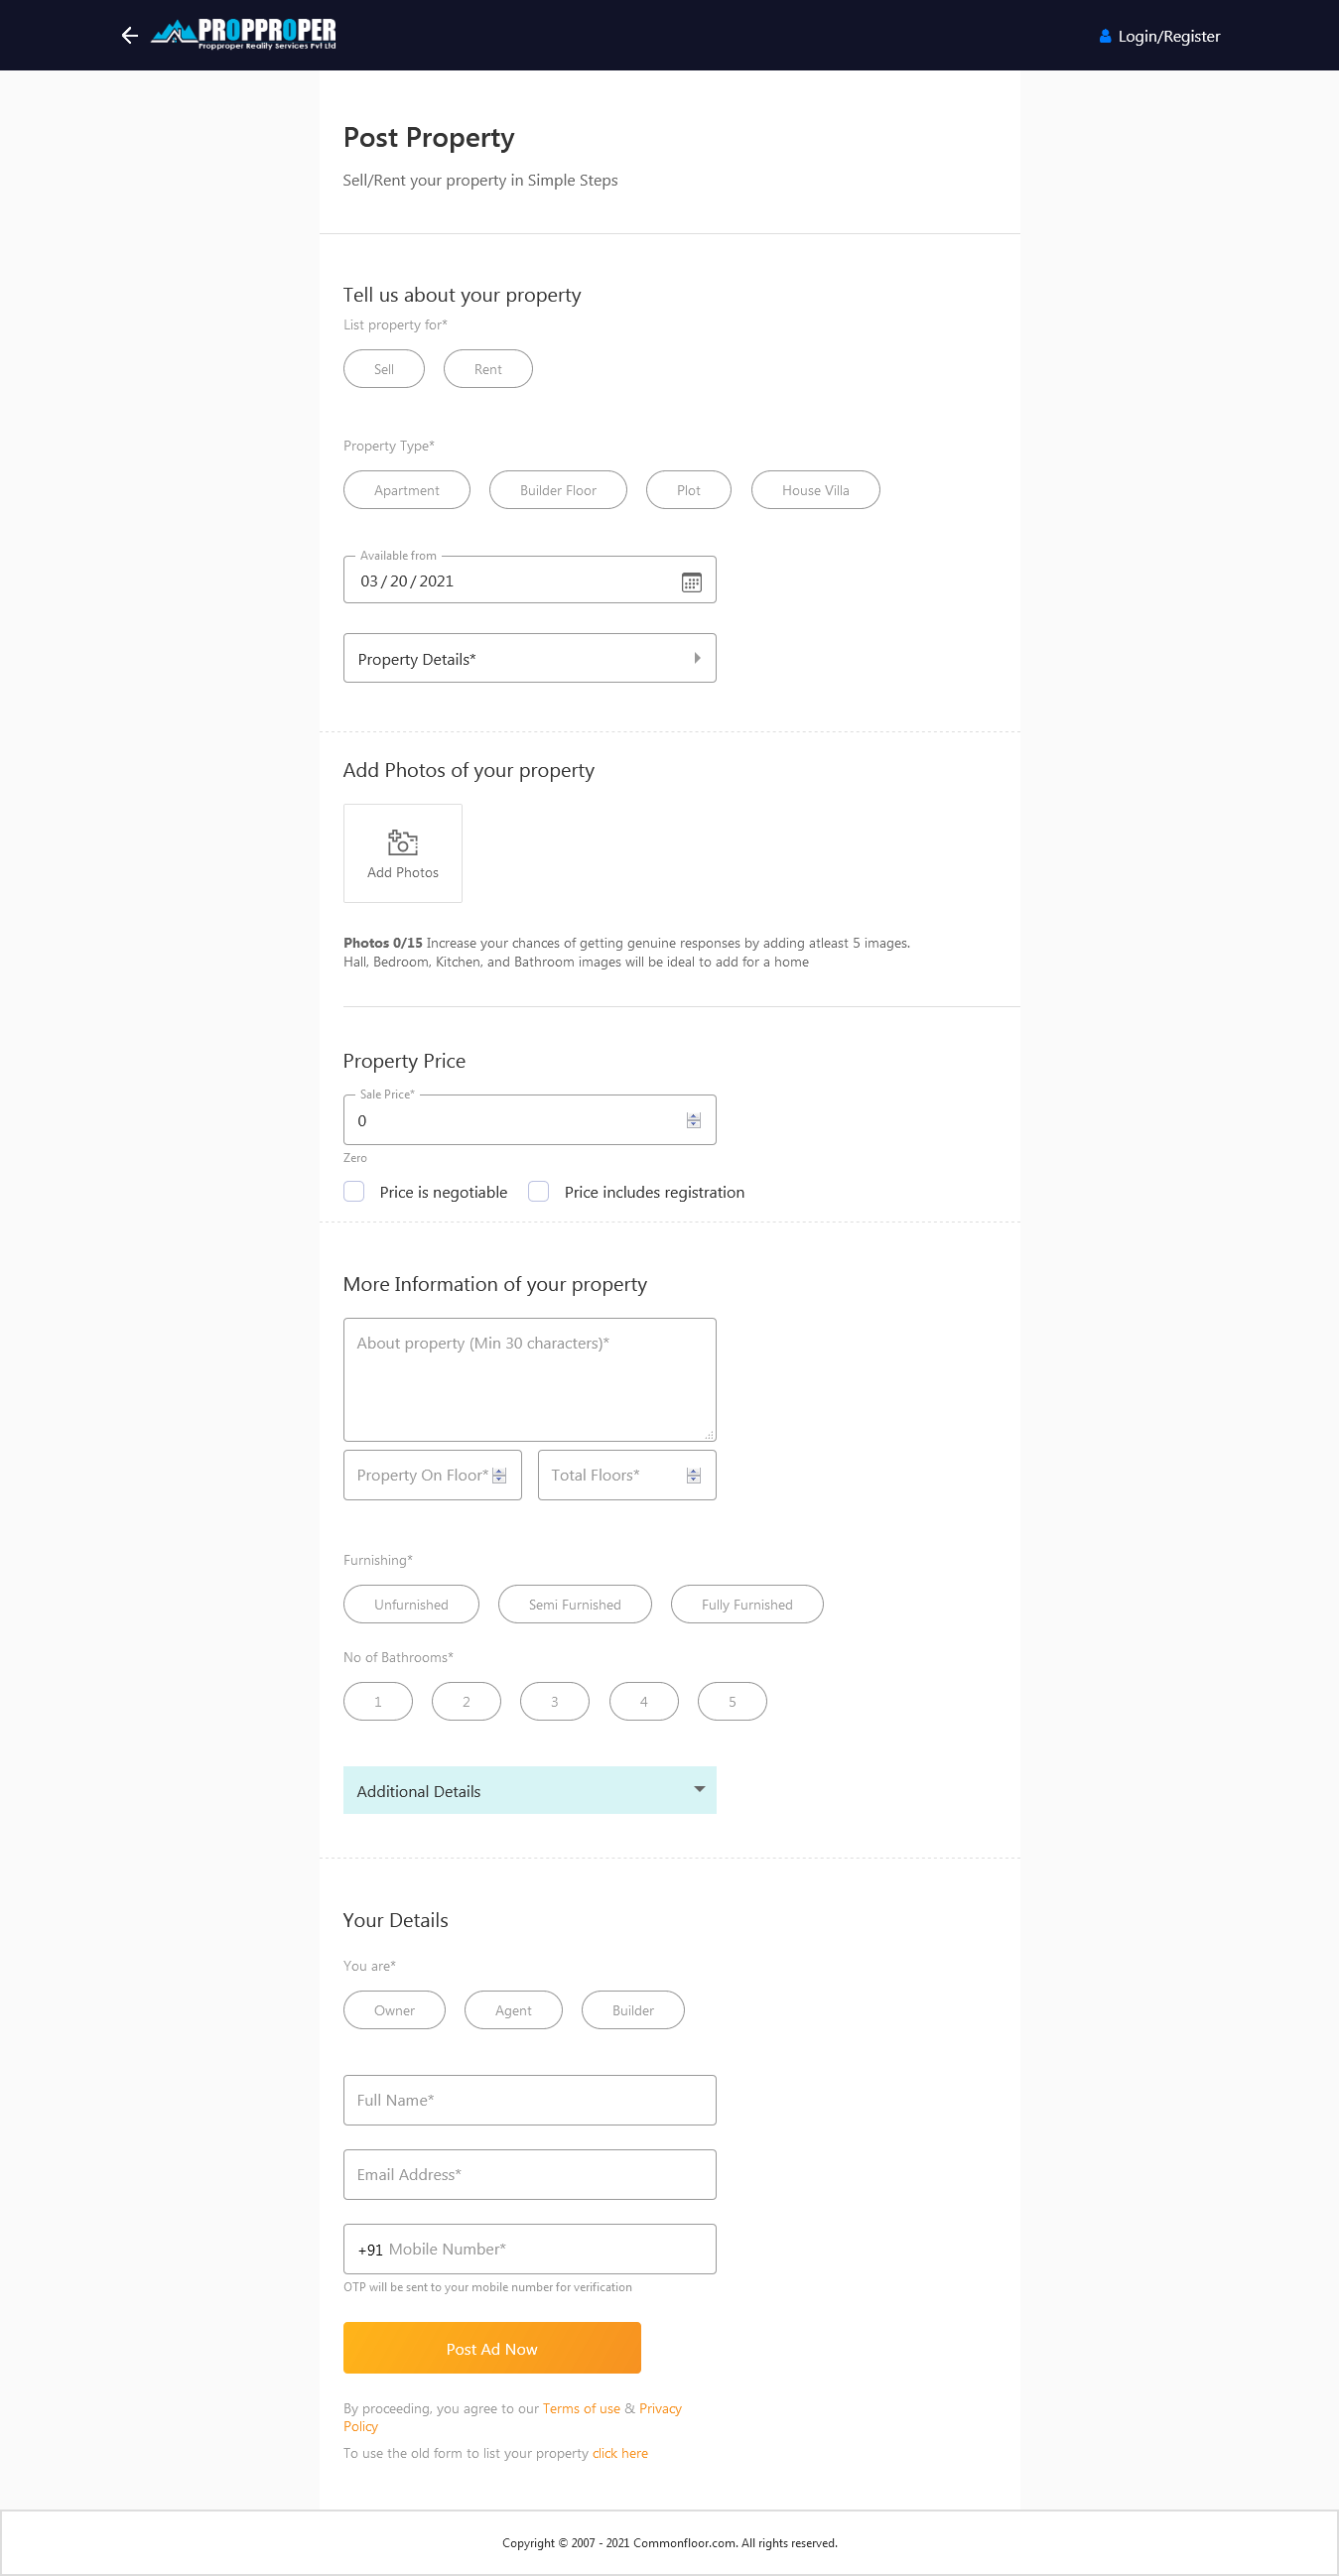 PROPPROPER
Propproper Reality Services Pvt Ltd
Login/Register
Post Property
Sell/Rent your property in Simple Steps
Tell us about your property
List property for*
Sell Rent
Property Type*
Apartment Builder Floor Plot House Villa
Available from
03 / 20 / 2021
Property Details*
Add Photos of your property
Add Photos
Photos 0/15 Increase your chances of getting genuine responses by adding atleast 5 images.
Hall, Bedroom, Kitchen, and Bathroom images will be ideal to add for a home
Property Price
Sale Price*
0
Zero
Price is negotiable Price includes registration
More Information of your property
About property (Min 30 characters)*
Property On Floor* Total Floors*
Furnishing*
Unfurnished Semi Furnished Fully Furnished
No of Bathrooms*
1 2 3 4 5
Additional Details
Your Details
You are*
Owner Agent Builder
Full Name*
Email Address*
+91 Mobile Number*
OTP will be sent to your mobile number for verification
Post Ad Now
By proceeding, you agree to our Terms of use & Privacy
Policy
To use the old form to list your property click here
Copyright © 2007 - 2021 Commonfloor.com. All rights reserved.